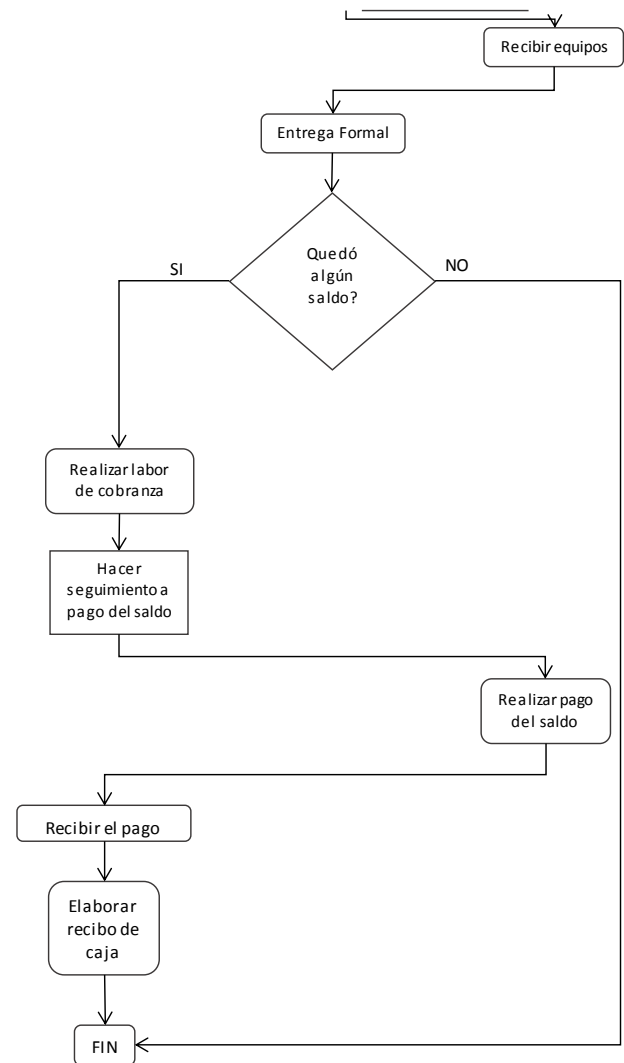 Recibir equipos
Entrega Formal
Quedó
algún
saldo?
SI
NO
Realizar labor
de cobranza
Hacer
seguimiento a
pago del saldo
Realizar pago
del saldo
Recibir el pago
Elaborar
recibo de
caja
FIN